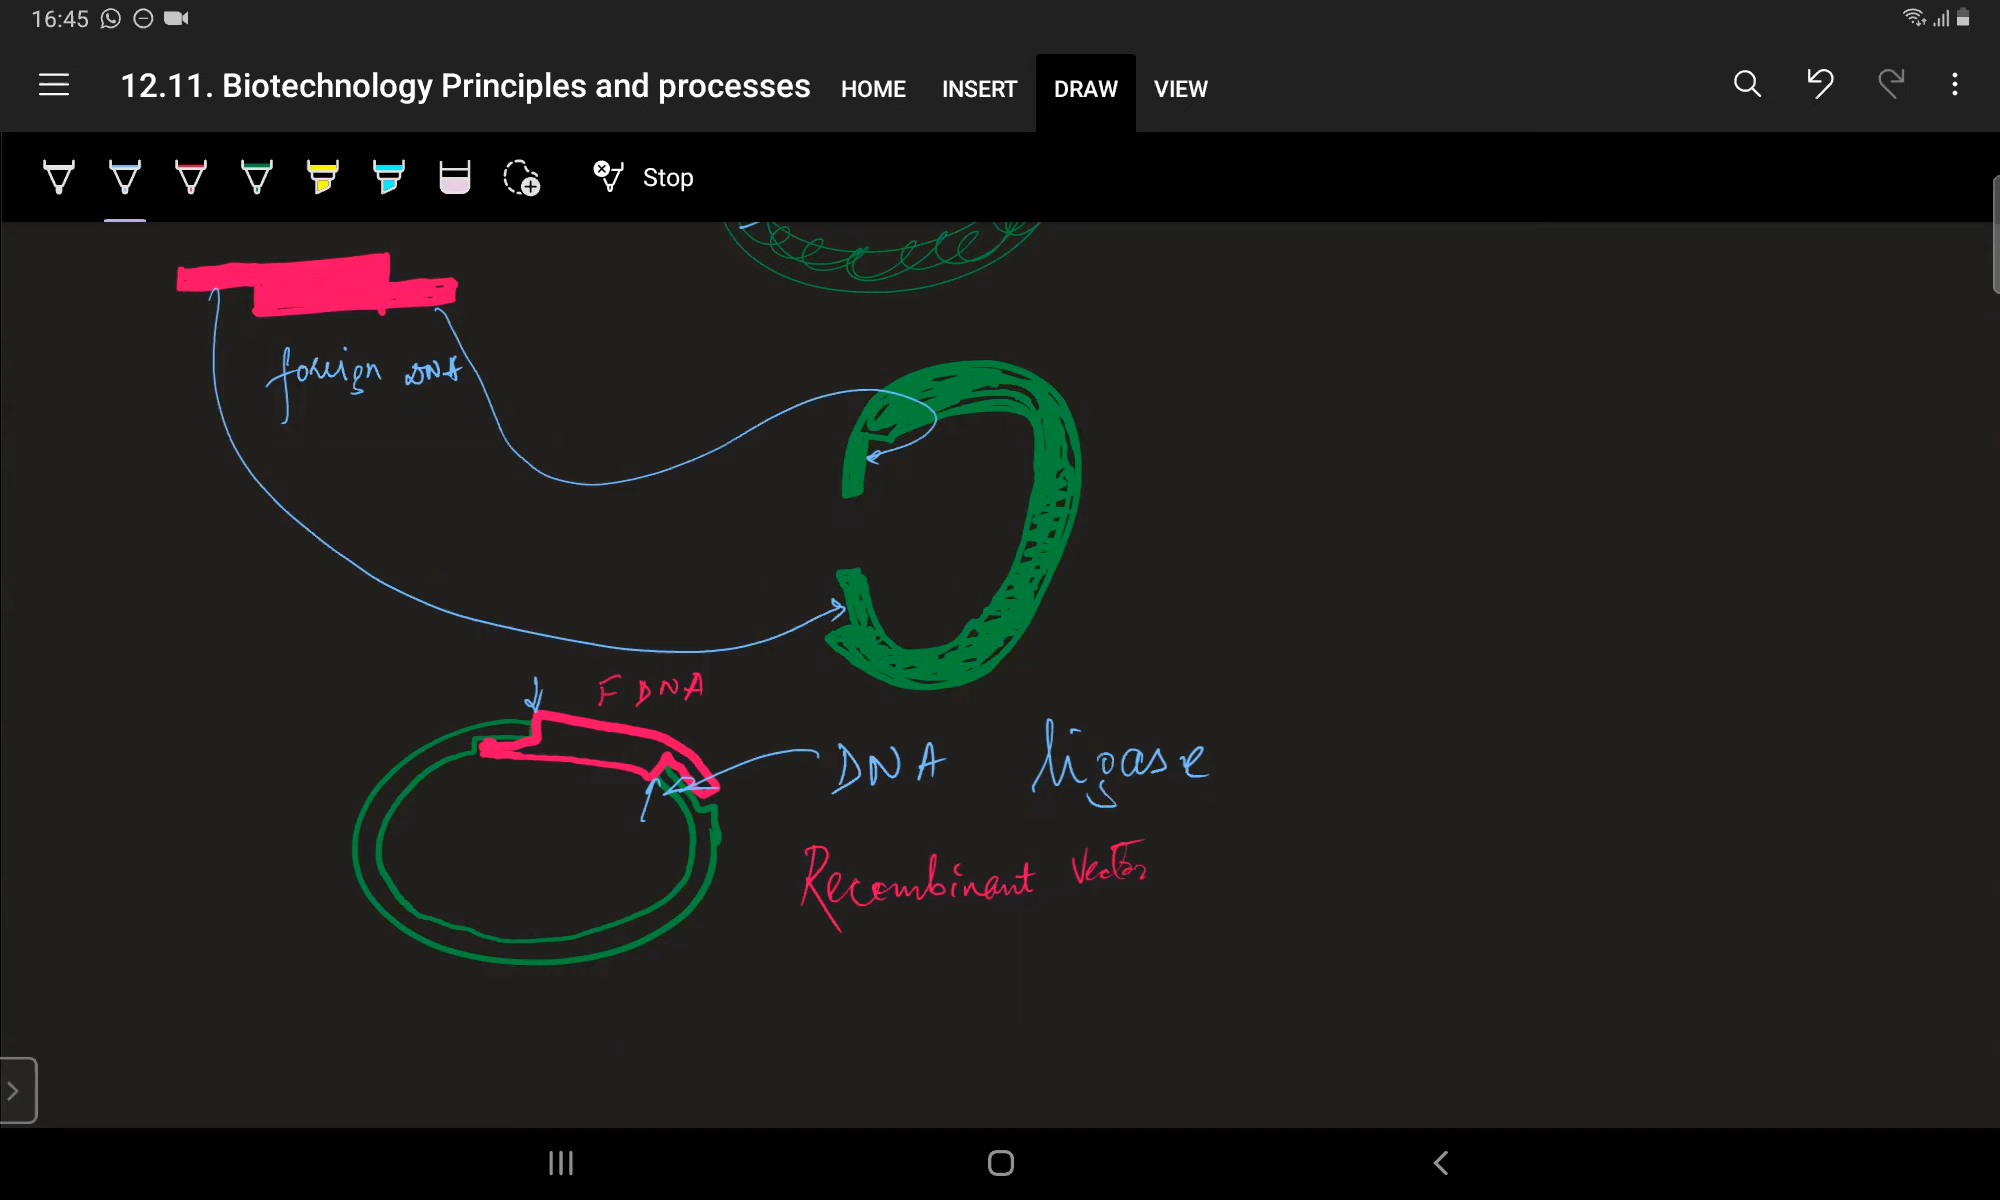 16:45
12.11. Biotechnology Principles and processes HOME INSERT DRAW VIEW
Stop
foreign DNA
F DNA
DNA ligase
Recombinant Vector